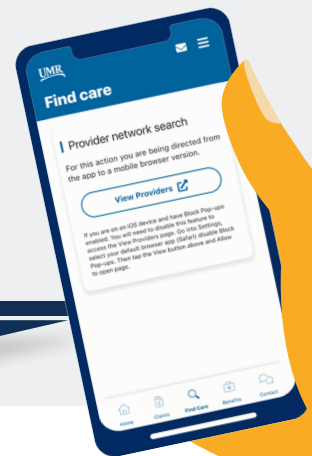 UMR
Find care
Provider network search
For this action you are being directed from
the app to a mobile browser version.
View Providers
If you are on an iOS device and have Block Pop-ups
enabled. You will need to disable this feature to
access the View Providers page. Go into Settings,
select your default browser app (Safari) disable Block
Pop-ups. Then tap the View button above and Allow
to open page.
Home
Claims
Find Care
Benefits
Contact